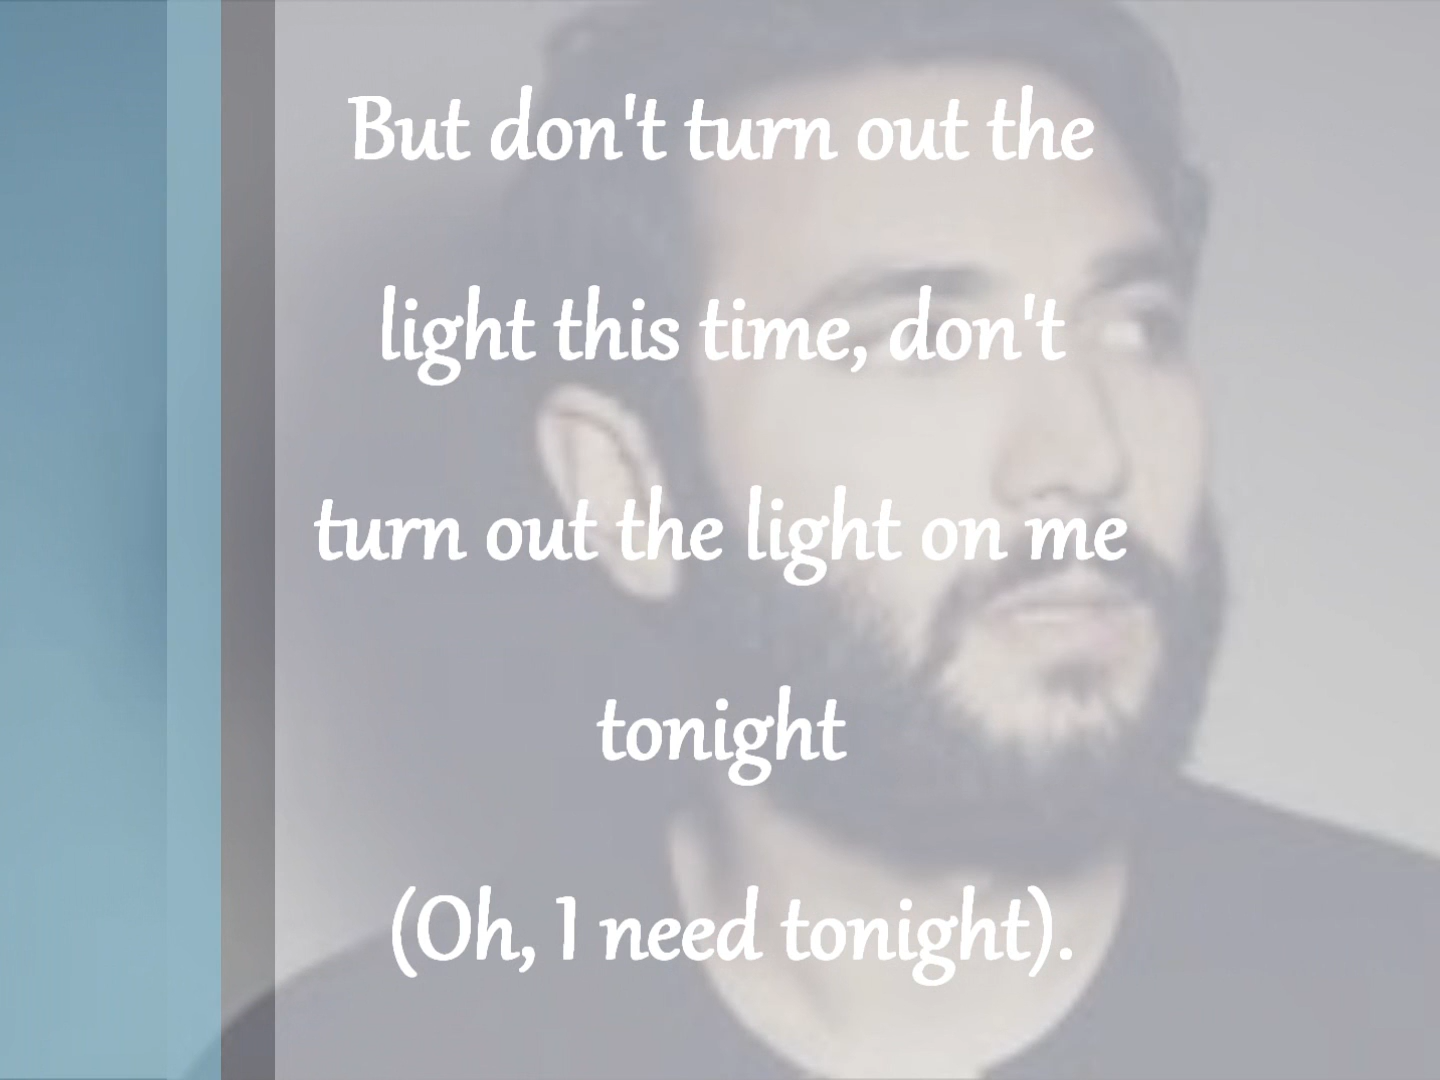 But don't turn out the
light this time, don't
turn out the light on me
tonight
(Oh, I need tonight).